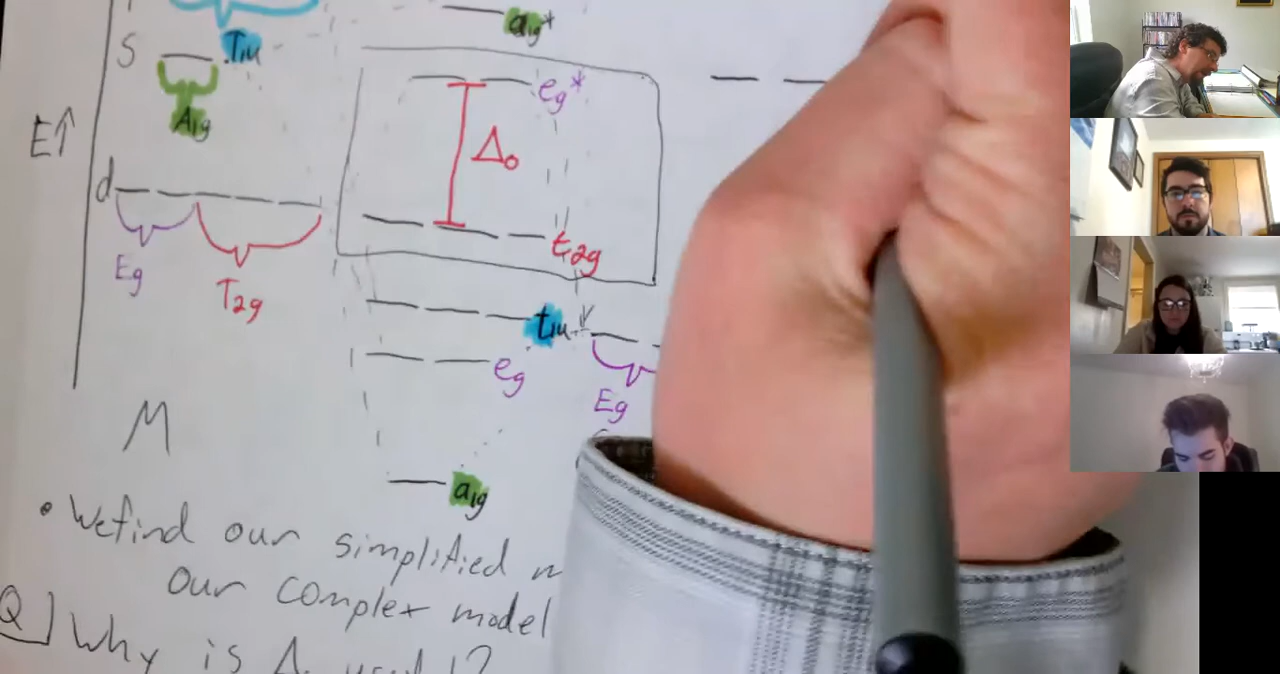 a1g*
S
T1u
eg*
A1g
E↑
Δo
d
t2g
Eg
T2g
t1u
eg
Eg
M
a1g
• We find our simplified
our complex model
Q] Why is Δo